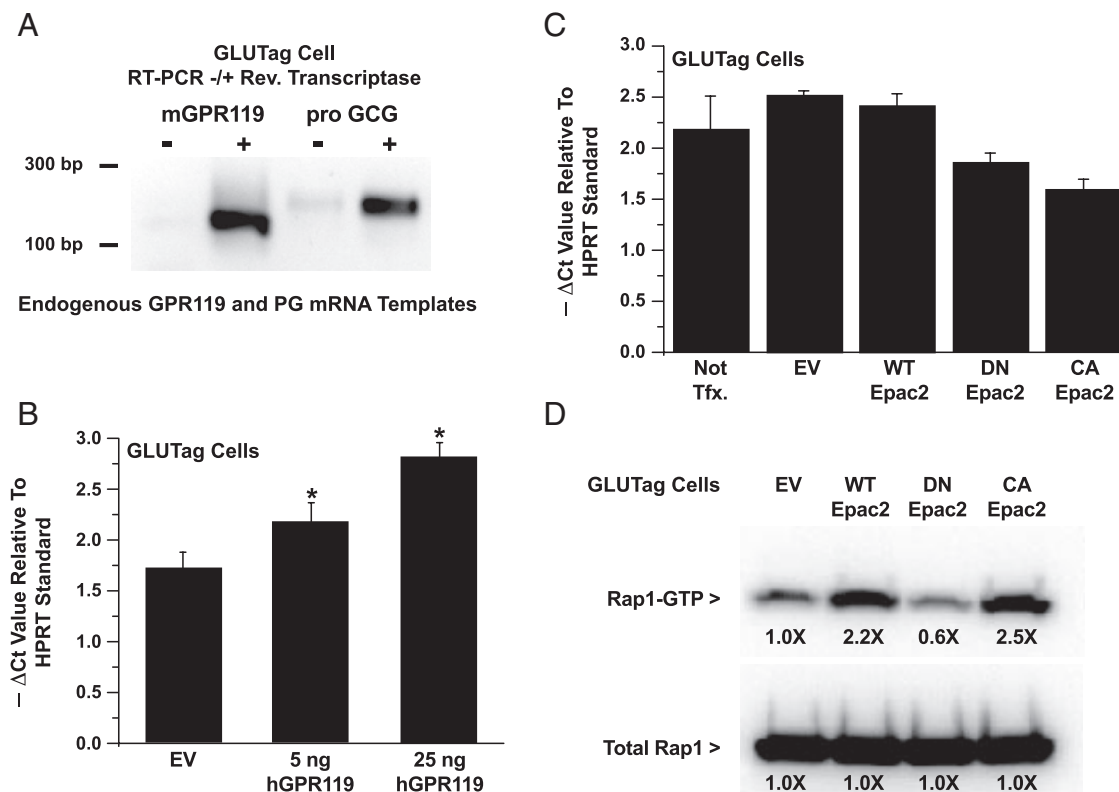 A
GLUTag Cell
RT-PCR -/+ Rev. Transcriptase
mGPR119 pro GCG
- + - +
300 bp
100 bp
Endogenous GPR119 and PG mRNA Templates
B
GLUTag Cells
– ΔCt Value Relative To
HPRT Standard
3.0
2.5
2.0
1.5
1.0
0.5
0.0
* *
EV 5 ng hGPR119 25 ng hGPR119
C
GLUTag Cells
– ΔCt Value Relative To
HPRT Standard
3.0
2.5
2.0
1.5
1.0
0.5
0.0
Not EV WT DN CA
Tfx. Epac2 Epac2 Epac2
D
GLUTag Cells EV WT DN CA
Epac2 Epac2 Epac2
Rap1-GTP >
1.0X 2.2X 0.6X 2.5X
Total Rap1 >
1.0X 1.0X 1.0X 1.0X